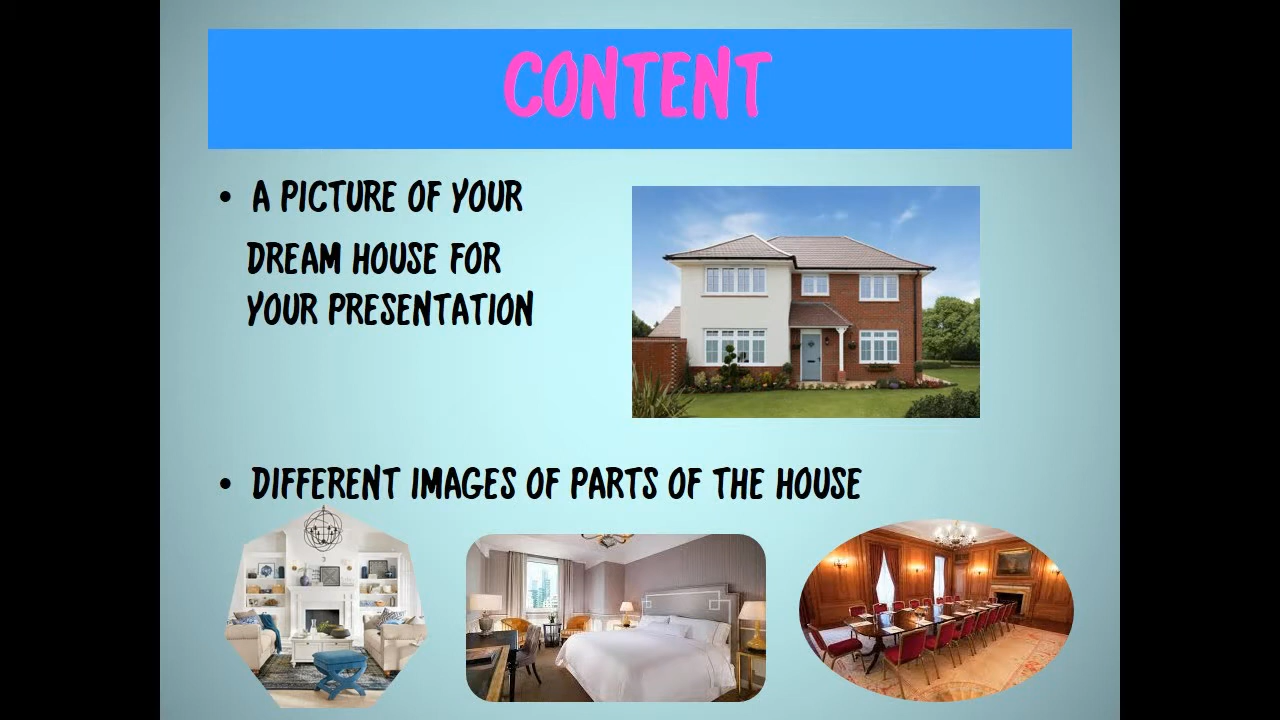 CONTENT
• A PICTURE OF YOUR
DREAM HOUSE FOR
YOUR PRESENTATION
• DIFFERENT IMAGES OF PARTS OF THE HOUSE